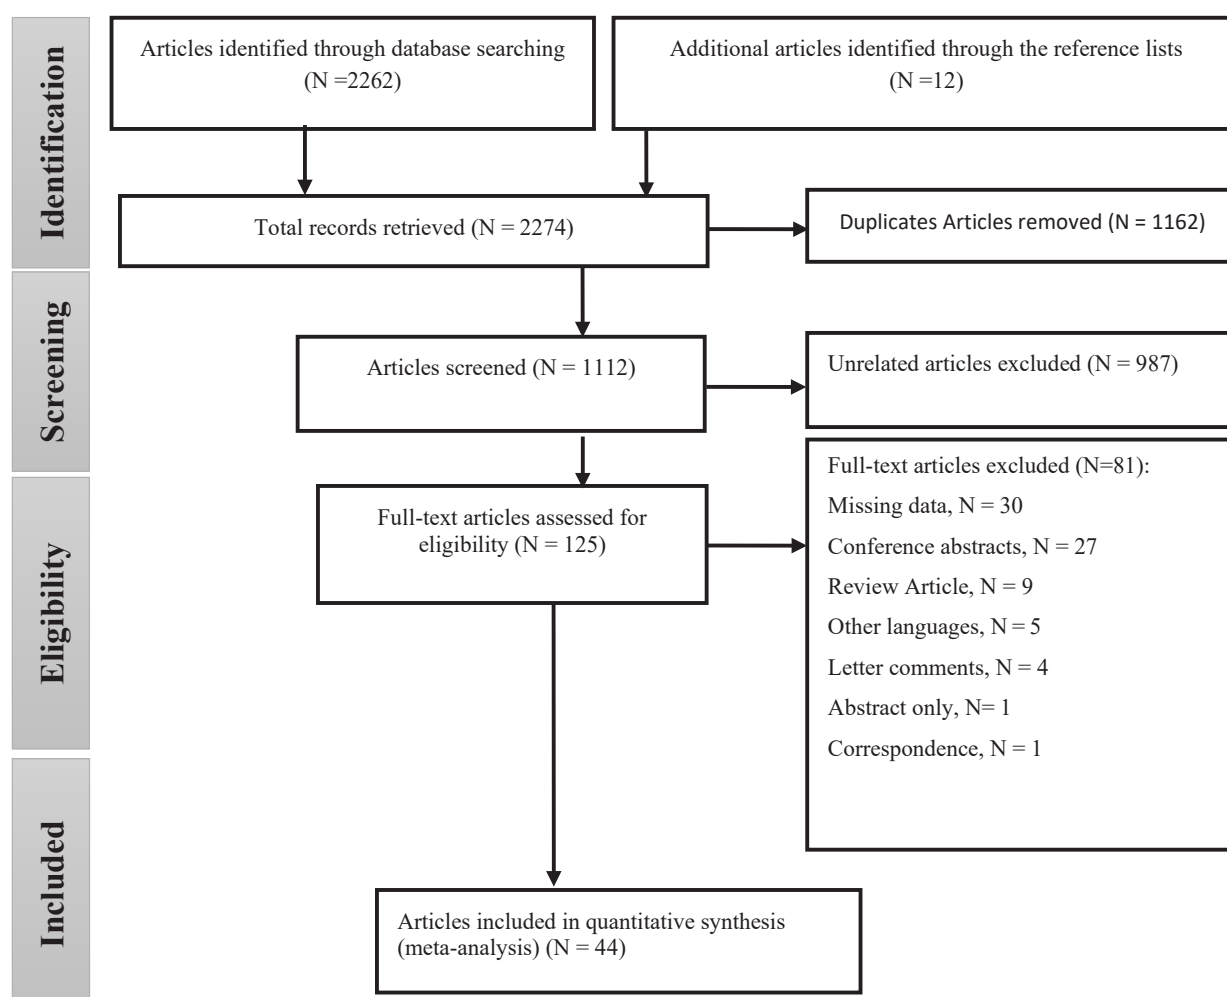 Identification
Articles identified through database searching
(N =2262)
Additional articles identified through the reference lists
(N =12)
Total records retrieved (N = 2274)
Duplicates Articles removed (N = 1162)
Screening
Articles screened (N = 1112)
Unrelated articles excluded (N = 987)
Eligibility
Full-text articles assessed for
eligibility (N = 125)
Full-text articles excluded (N=81):
Missing data, N = 30
Conference abstracts, N = 27
Review Article, N = 9
Other languages, N = 5
Letter comments, N = 4
Abstract only, N= 1
Correspondence, N = 1
Included
Articles included in quantitative synthesis
(meta-analysis) (N = 44)